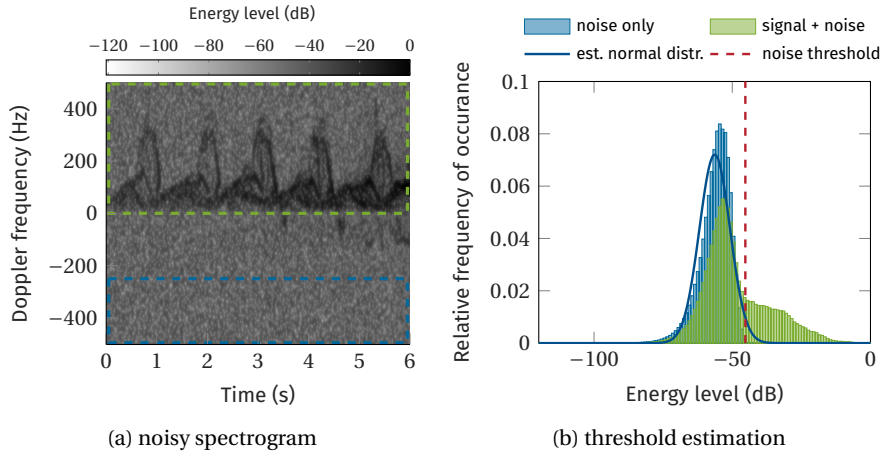 Energy level (dB)
−120 −100 −80 −60 −40 −20 0
Doppler frequency (Hz)
400
200
0
−200
−400
0 1 2 3 4 5 6
Time (s)
(a) noisy spectrogram
noise only
signal + noise
est. normal distr.
noise threshold
Relative frequency of occurance
0.1
0.08
0.06
0.04
0.02
0
−100 −50 0
Energy level (dB)
(b) threshold estimation